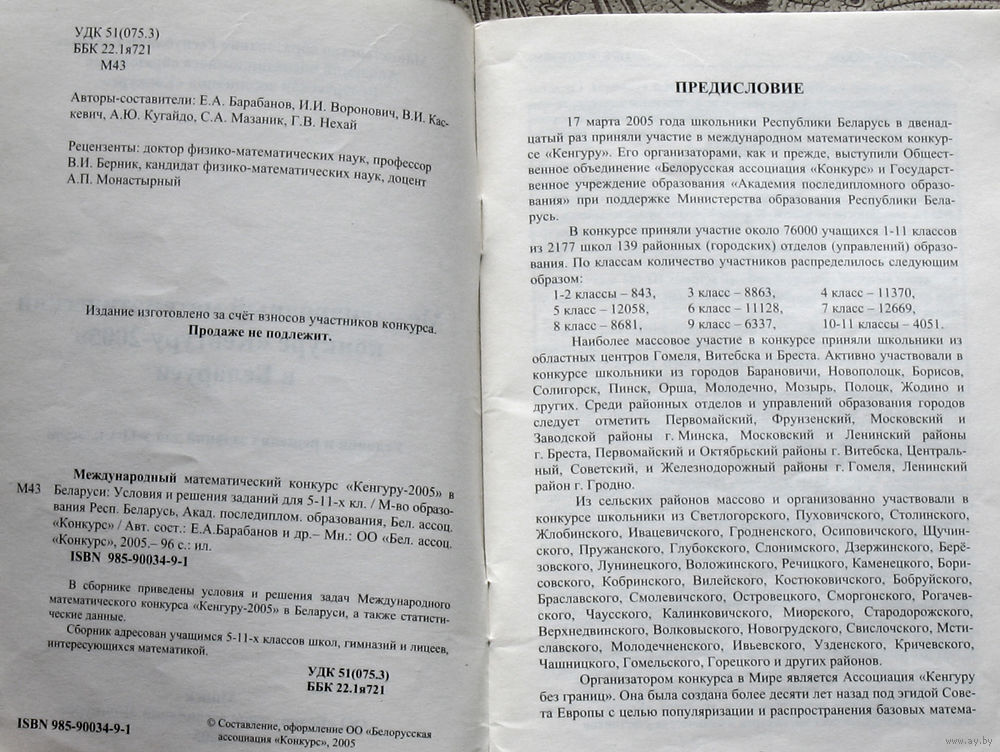 УДК 51(075.3)
ББК 22.1я721
М43
Авторы-составители: Е.А. Барабанов, И.И. Воронович, В.И. Кас-
кевич, А.Ю. Кугайдо, С.А. Мазаник, Г.В. Нехай
Рецензенты: доктор физико-математических наук, профессор
В.И. Берник, кандидат физико-математических наук, доцент
А.П. Монастырный
Издание изготовлено за счёт взносов участников конкурса.
Продаже не подлежит.
Международный математический конкурс «Кенгуру-2005» в
М43 Беларуси: Условия и решения заданий для 5-11-х кл. / М-во образо-
вания Респ. Беларусь, Акад. последиплом. образования, Бел. ассоц.
«Конкурс» / Авт. сост.: Е.А.Барабанов и др.– Мн.: ОО «Бел. ассоц.
«Конкурс», 2005.– 96 с.: ил.
ISBN 985-90034-9-1
В сборнике приведены условия и решения задач Международного
математического конкурса «Кенгуру-2005» в Беларуси, а также статисти-
ческие данные.
Сборник адресован учащимся 5-11-х классов школ, гимназий и лицеев,
интересующихся математикой.
УДК 51(075.3)
ББК 22.1я721
ISBN 985-90034-9-1
© Составление, оформление ОО «Белорусская
ассоциация «Конкурс», 2005
ПРЕДИСЛОВИЕ
17 марта 2005 года школьники Республики Беларусь в двенад-
цатый раз приняли участие в международном математическом конкур-
се «Кенгуру». Его организаторами, как и прежде, выступили Общест-
венное объединение «Белорусская ассоциация «Конкурс» и Государст-
венное учреждение образования «Академия последипломного образо-
вания» при поддержке Министерства образования Республики Бела-
русь.
В конкурсе приняли участие около 76000 учащихся 1-11 классов
из 2177 школ 139 районных (городских) отделов (управлений) образо-
вания. По классам количество участников распределилось следующим
образом:
1-2 классы – 843, 3 класс – 8863, 4 класс – 11370,
5 класс – 12058, 6 класс – 11128, 7 класс – 12669,
8 класс – 8681, 9 класс – 6337, 10-11 классы – 4051.
Наиболее массовое участие в конкурсе приняли школьники из
областных центров Гомеля, Витебска и Бреста. Активно участвовали в
конкурсе школьники из городов Барановичи, Новополоцк, Борисов,
Солигорск, Пинск, Орша, Молодечно, Мозырь, Полоцк, Жодино и
других. Среди районных отделов и управлений образования городов
следует отметить Первомайский, Фрунзенский, Московский и
Заводской районы г. Минска, Московский и Ленинский районы
г. Бреста, Первомайский и Октябрьский районы г. Витебска, Централь-
ный, Советский, и Железнодорожный районы г. Гомеля, Ленинский
район г. Гродно.
Из сельских районов массово и организованно участвовали в
конкурсе школьники из Светлогорского, Пуховичского, Столинского,
Жлобинского, Ивацевичского, Гродненского, Осиповичского, Щучин-
ского, Пружанского, Глубокского, Слонимского, Дзержинского, Берё-
зовского, Лунинецкого, Воложинского, Речицкого, Каменецкого, Бори-
совского, Кобринского, Вилейского, Костюковичского, Бобруйского,
Браславского, Смолевичского, Островецкого, Сморгонского, Рогачев-
ского, Чаусского, Калинковичского, Миорского, Стародорожского,
Верхнедвинского, Волковыского, Новогрудского, Свислочского, Мсти-
славского, Молодечненского, Ивьевского, Узденского, Кричевского,
Чашницкого, Гомельского, Горецкого и других районов.
Организатором конкурса в Мире является Ассоциация «Кенгуру
без границ». Она была создана более десяти лет назад под эгидой Сове-
та Европы с целью популяризации и распространения базовых матема-
www.ay.by